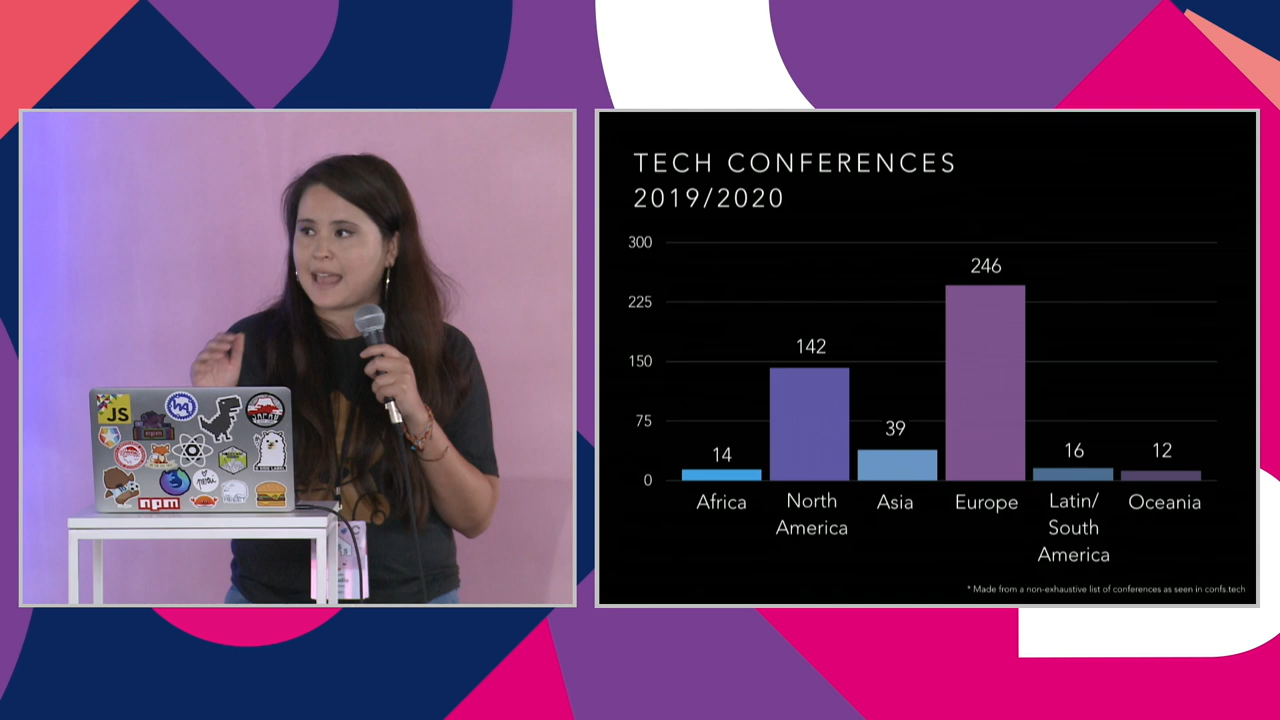 TECH CONFERENCES
2019/2020
300
225
150
75
0
14
142
39
246
16
12
Africa
North
America
Asia
Europe
Latin/
South
America
Oceania
* Made from a non-exhaustive list of conferences as seen in confs.tech
JS
hq
npm
npm